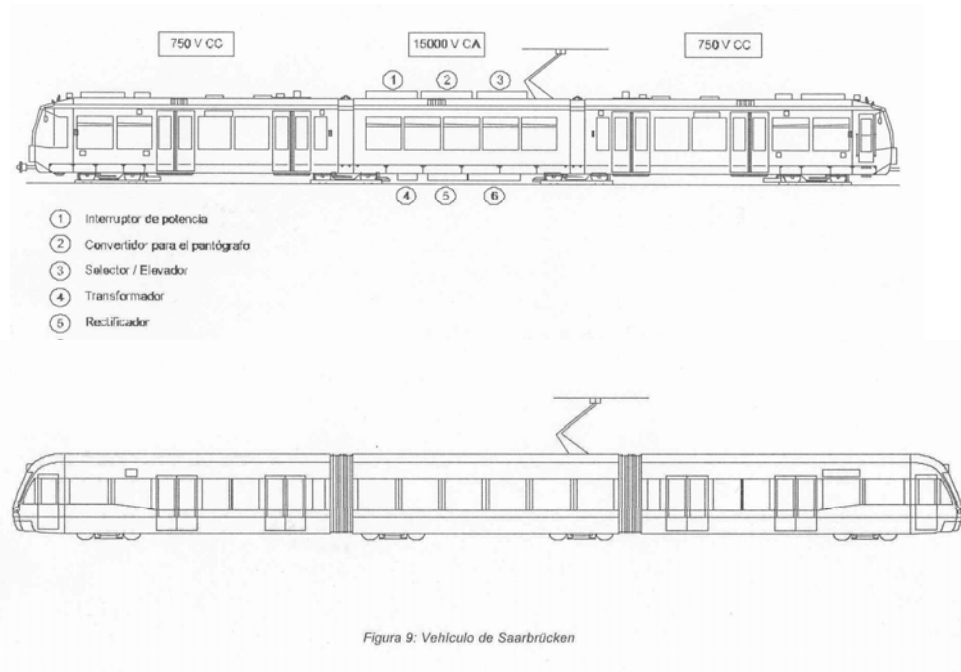 750 V CC
15000 V CA
750 V CC
1
2
3
4
5
6
1 Interruptor de potencia
2 Convertidor para el pantógrafo
3 Selector / Elevador
4 Transformador
5 Rectificador
Figura 9: Vehículo de Saarbrücken